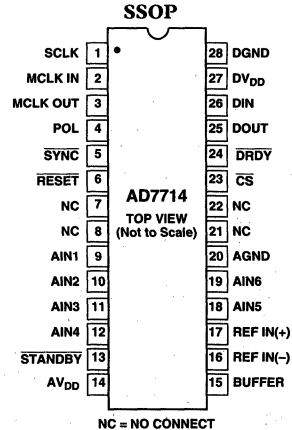 SSOP
SCLK 1 28 DGND
MCLK IN 2 27 DVDD
MCLK OUT 3 26 DIN
POL 4 25 DOUT
SYNC 5 24 DRDY
RESET 6 23 CS
NC 7 22 NC
NC 8 21 NC
AIN1 9 20 AGND
AIN2 10 19 AIN6
AIN3 11 18 AIN5
AIN4 12 17 REF IN(+)
STANDBY 13 16 REF IN(–)
AVDD 14 15 BUFFER
AD7714
TOP VIEW
(Not to Scale)
NC = NO CONNECT